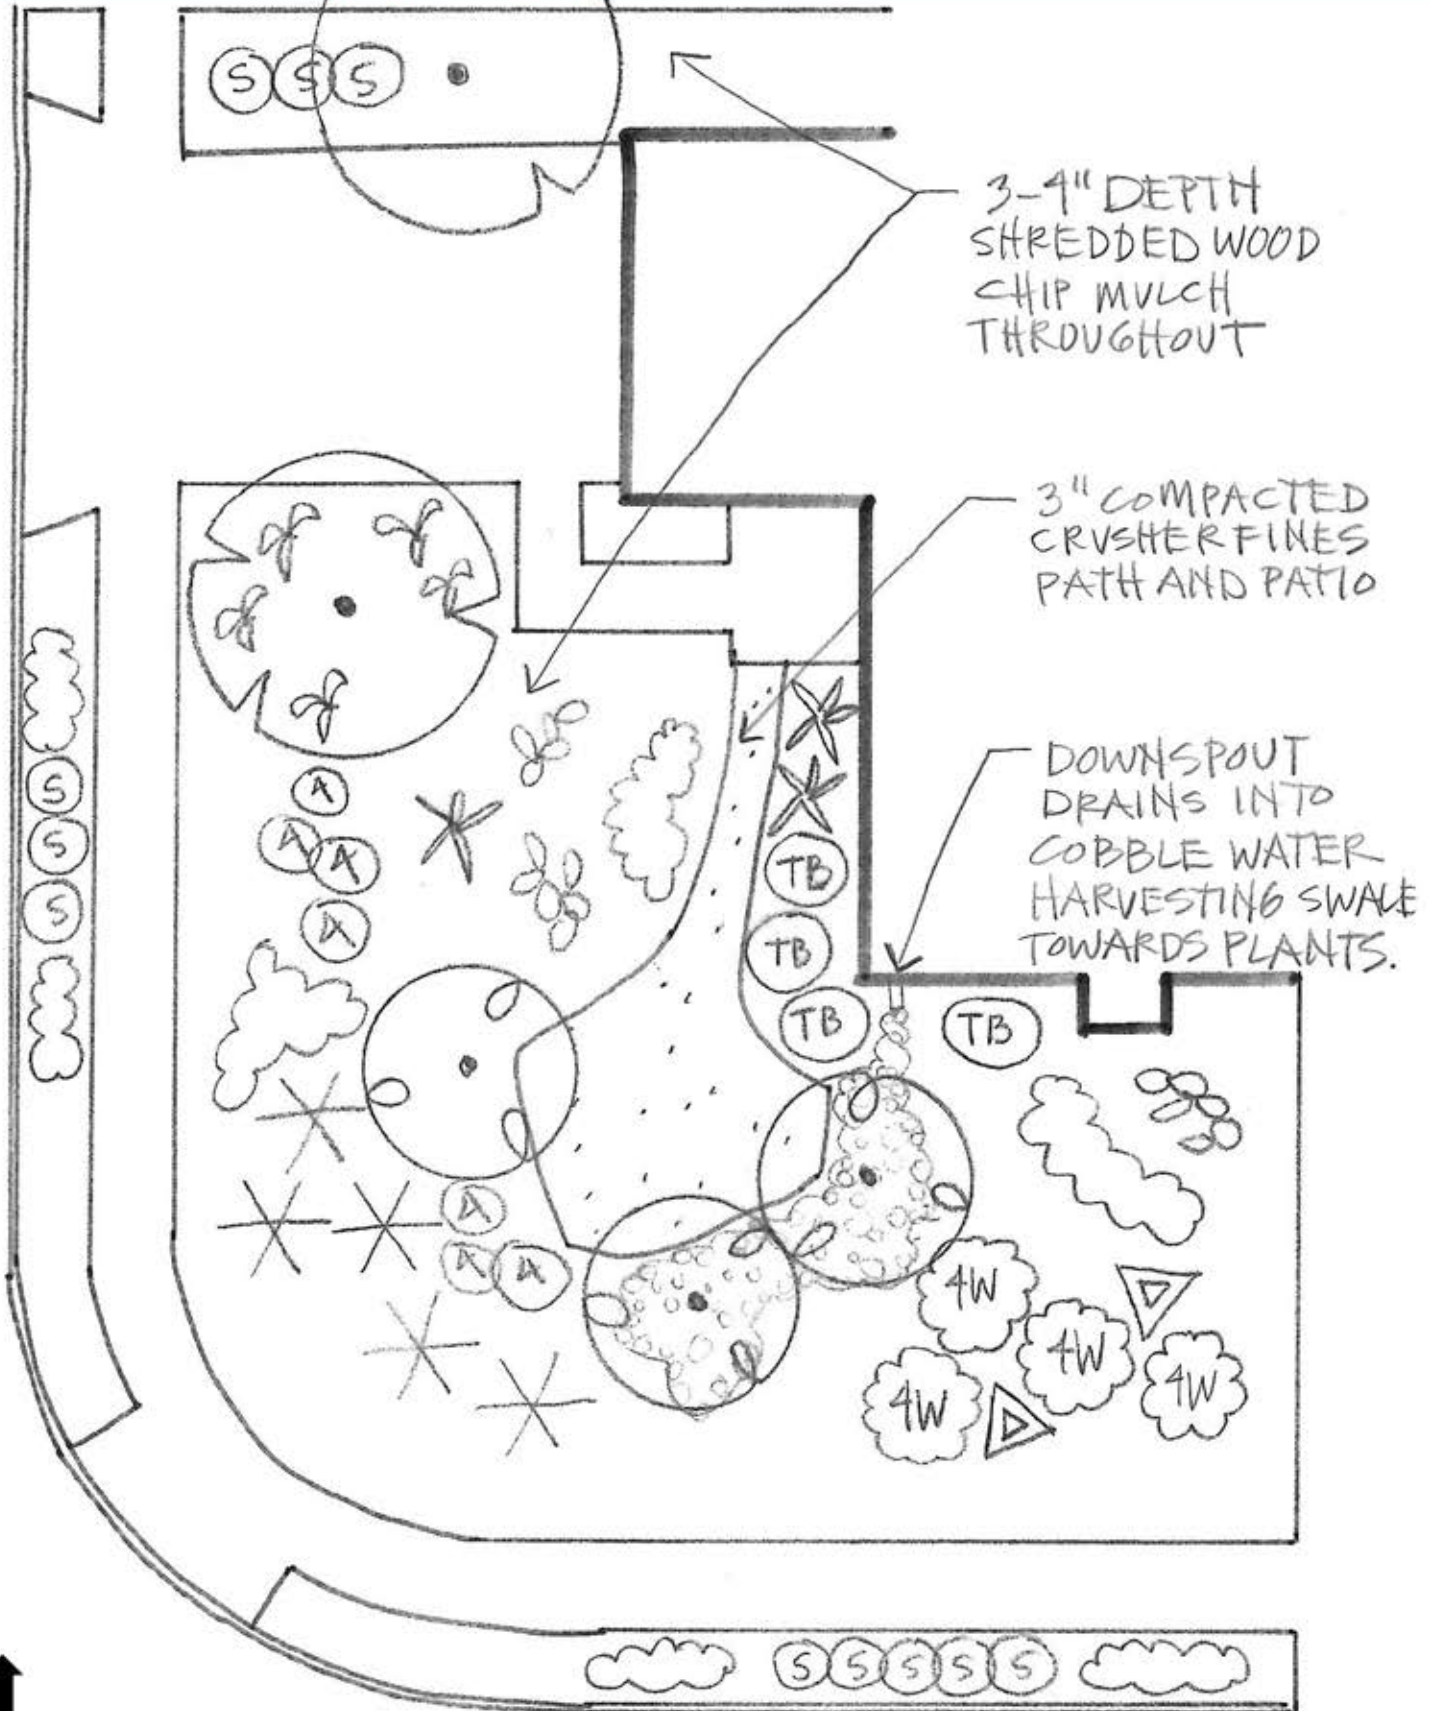 S S S
3-4" DEPTH
SHREDDED WOOD
CHIP MULCH
THROUGHOUT
3" COMPACTED
CRUSHER FINES
PATH AND PATIO
DOWNSPOUT
DRAINS INTO
COBBLE WATER
HARVESTING SWALE
TOWARDS PLANTS.
S
S
S
A
A A
A
TB
TB
TB TB
A
A A
4W
4W
4W 4W
S S S S S